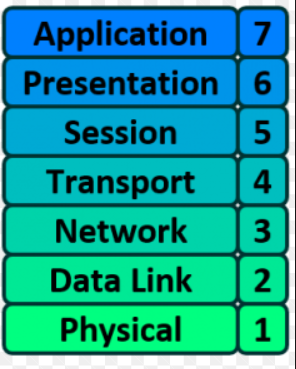 Application 7
Presentation 6
Session 5
Transport 4
Network 3
Data Link 2
Physical 1